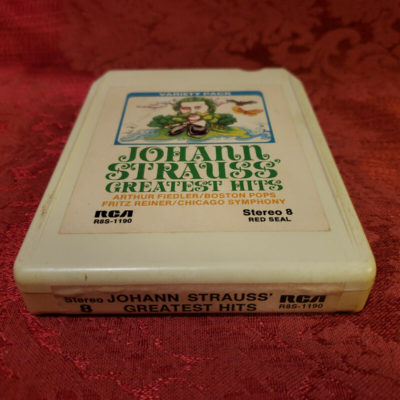 VARIETY PACK
JOHANN
STRAUSS'
GREATEST HITS
ARTHUR FIEDLER/BOSTON POPS
FRITZ REINER/CHICAGO SYMPHONY
RCA
R8S-1190
Stereo 8
RED SEAL
Stereo JOHANN STRAUSS' RCA
8 GREATEST HITS R8S-1190